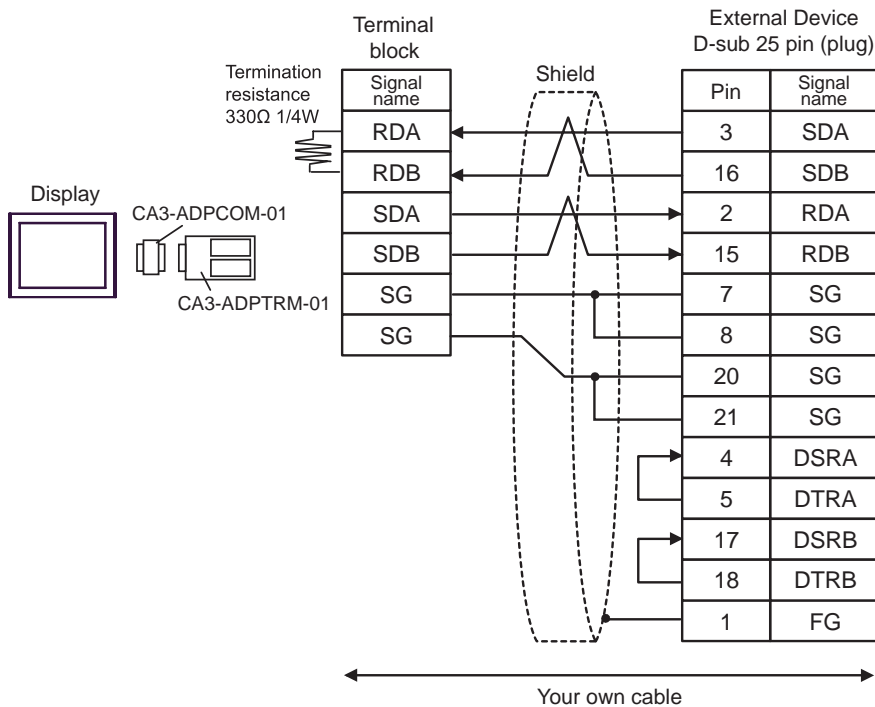 Terminal
block
External Device
D-sub 25 pin (plug)
Termination
resistance
330Ω 1/4W
Shield
Signal
name
Pin
Signal
name
RDA
3
SDA
RDB
16
SDB
Display
CA3-ADPCOM-01
CA3-ADPTRM-01
SDA
2
RDA
SDB
15
RDB
SG
7
SG
SG
8
SG
20
SG
21
SG
4
DSRA
5
DTRA
17
DSRB
18
DTRB
1
FG
Your own cable